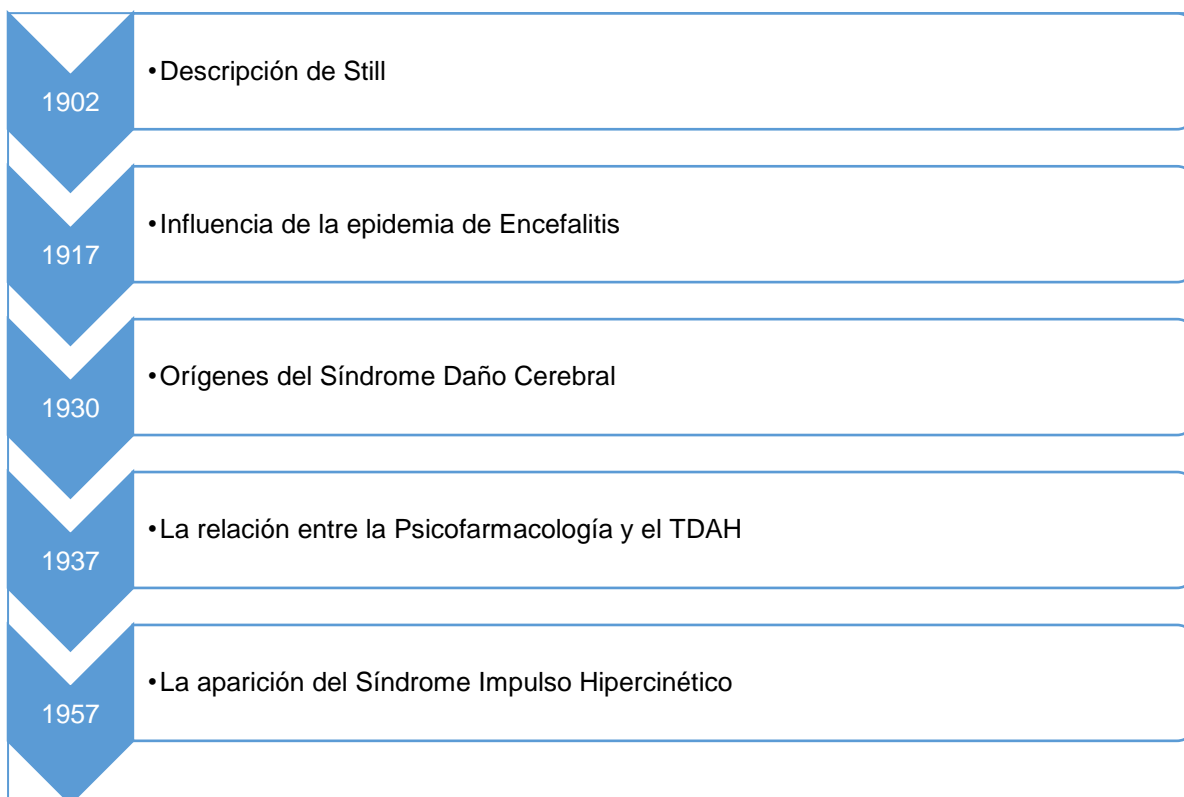 •Descripción de Still
1902
•Influencia de la epidemia de Encefalitis
1917
•Orígenes del Síndrome Daño Cerebral
1930
•La relación entre la Psicofarmacología y el TDAH
1937
•La aparición del Síndrome Impulso Hipercinético
1957